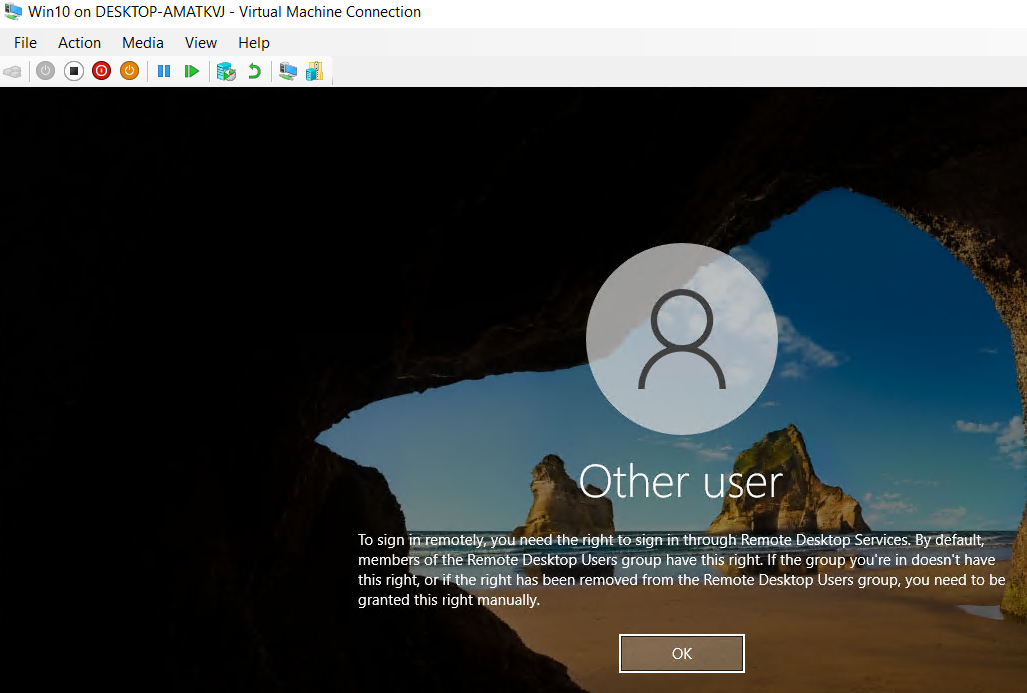 Win10 on DESKTOP-AMATKVJ - Virtual Machine Connection
File Action Media View Help
Other user
To sign in remotely, you need the right to sign in through Remote Desktop Services. By default,
members of the Remote Desktop Users group have this right. If the group you're in doesn't have
this right, or if the right has been removed from the Remote Desktop Users group, you need to be
granted this right manually.
OK